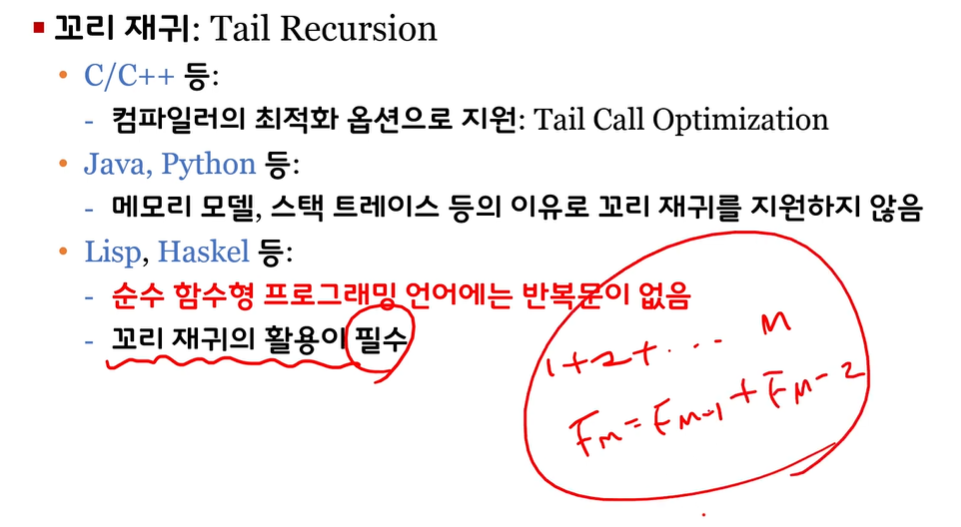 ▪ 꼬리 재귀: Tail Recursion
• C/C++ 등:
- 컴파일러의 최적화 옵션으로 지원: Tail Call Optimization
• Java, Python 등:
- 메모리 모델, 스택 트레이스 등의 이유로 꼬리 재귀를 지원하지 않음
• Lisp, Haskel 등:
- 순수 함수형 프로그래밍 언어에는 반복문이 없음
- 꼬리 재귀의 활용이 필수
1+2+... n
Fn = Fn-1 + Fn-2